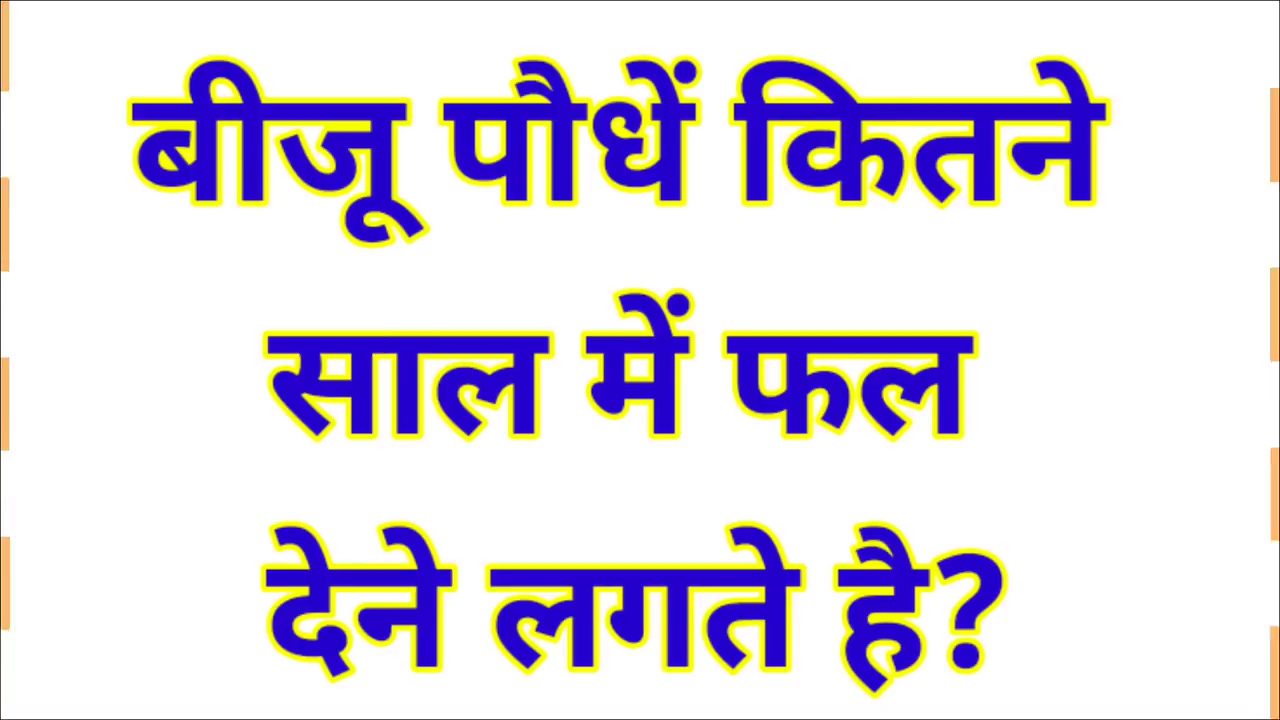 बीजू पौधें कितने
साल में फल
देने लगते है?